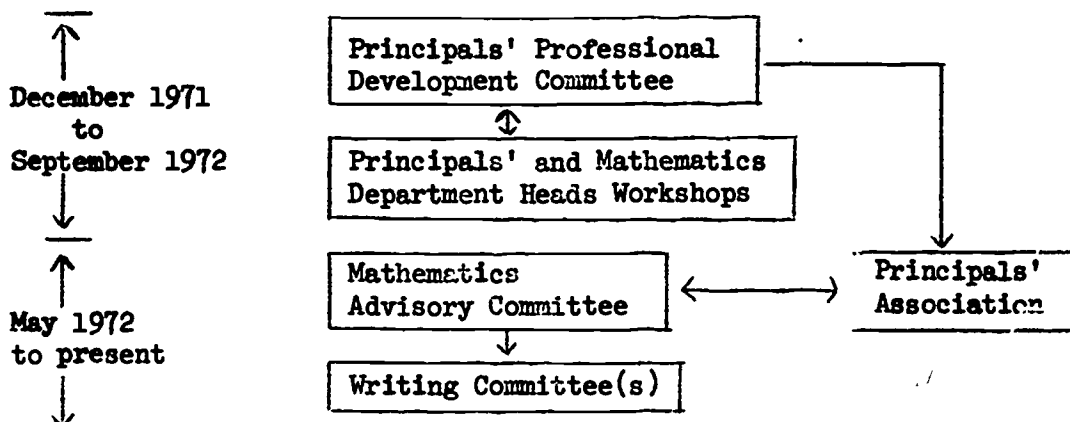 December 1971
to
September 1972
Principals' Professional
Development Committee
Principals' and Mathematics
Department Heads Workshops
May 1972
to present
Mathematics
Advisory Committee
Writing Committee(s)
Principals'
Association